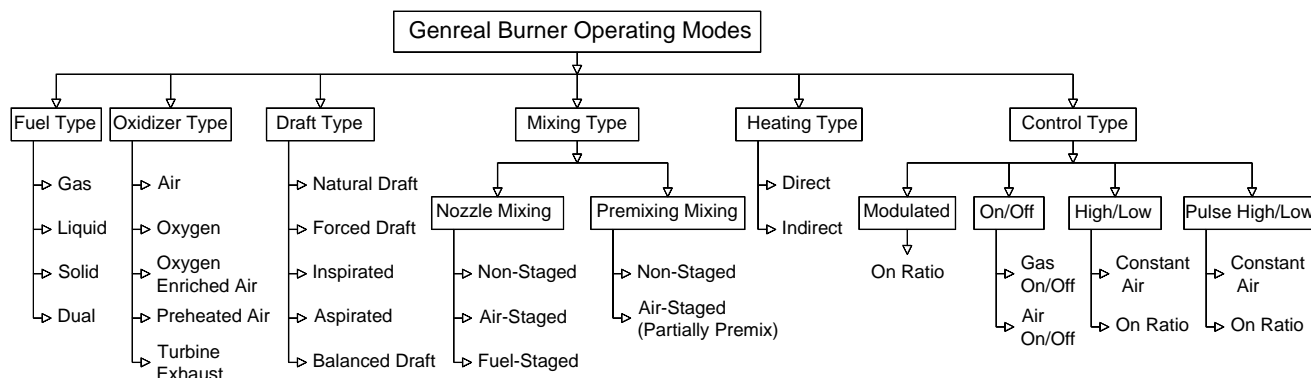 Genreal Burner Operating Modes
Fuel Type
Oxidizer Type
Draft Type
Mixing Type
Heating Type
Control Type
Gas
Liquid
Solid
Dual
Air
Oxygen
Oxygen
Enriched Air
Preheated Air
Turbine
Exhaust
Natural Draft
Forced Draft
Inspirated
Aspirated
Balanced Draft
Nozzle Mixing
Non-Staged
Air-Staged
Fuel-Staged
Premixing Mixing
Non-Staged
Air-Staged
(Partially Premix)
Direct
Indirect
Modulated
On Ratio
On/Off
Gas
On/Off
Air
On/Off
High/Low
Constant
Air
On Ratio
Pulse High/Low
Constant
Air
On Ratio